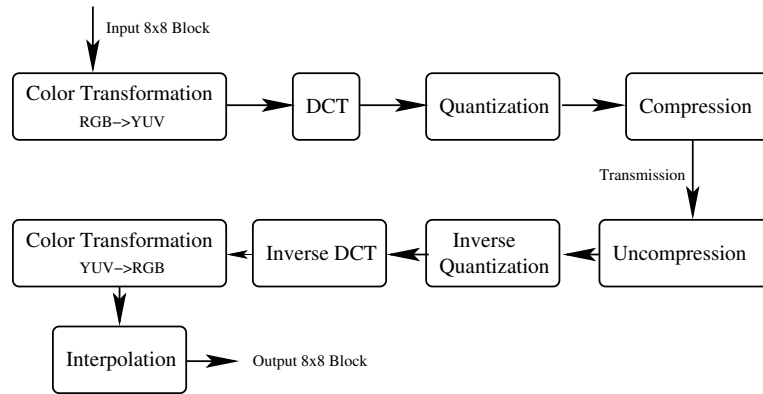 Input 8x8 Block
Color Transformation
RGB->YUV
DCT
Quantization
Compression
Transmission
Color Transformation
YUV->RGB
Inverse DCT
Inverse
Quantization
Uncompression
Interpolation
Output 8x8 Block